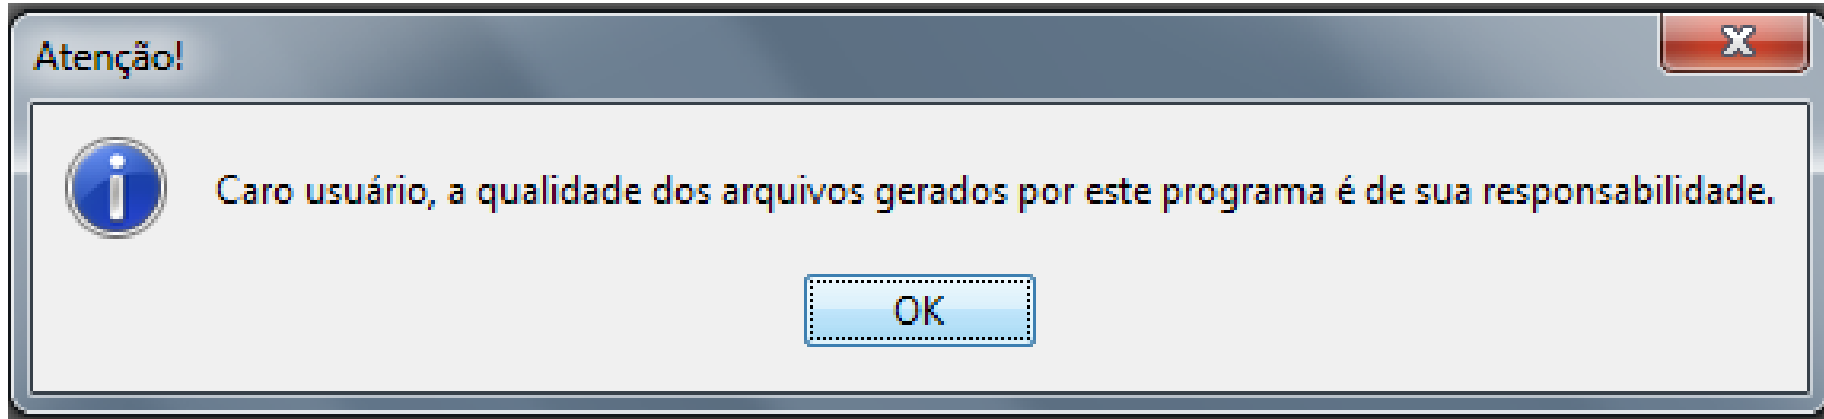 Atenção!
Caro usuário, a qualidade dos arquivos gerados por este programa é de sua responsabilidade.
OK